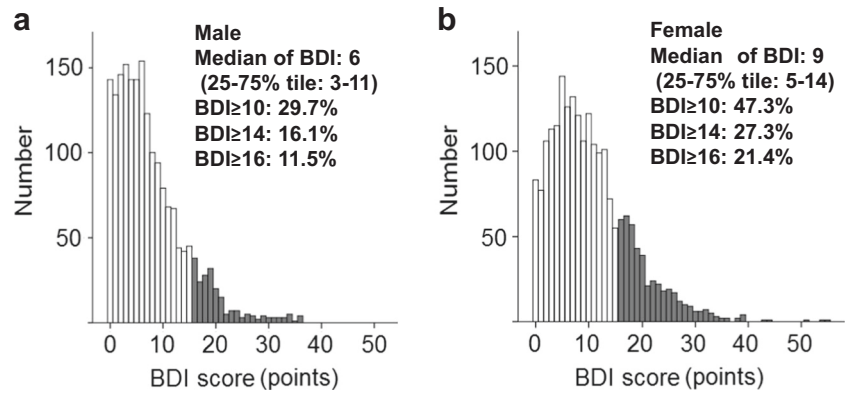 a
Male
Median of BDI: 6
(25-75% tile: 3-11)
BDI≥10: 29.7%
BDI≥14: 16.1%
BDI≥16: 11.5%
Number
150
100
50
0 10 20 30 40 50
BDI score (points)
b
Female
Median of BDI: 9
(25-75% tile: 5-14)
BDI≥10: 47.3%
BDI≥14: 27.3%
BDI≥16: 21.4%
Number
150
100
50
0 10 20 30 40 50
BDI score (points)